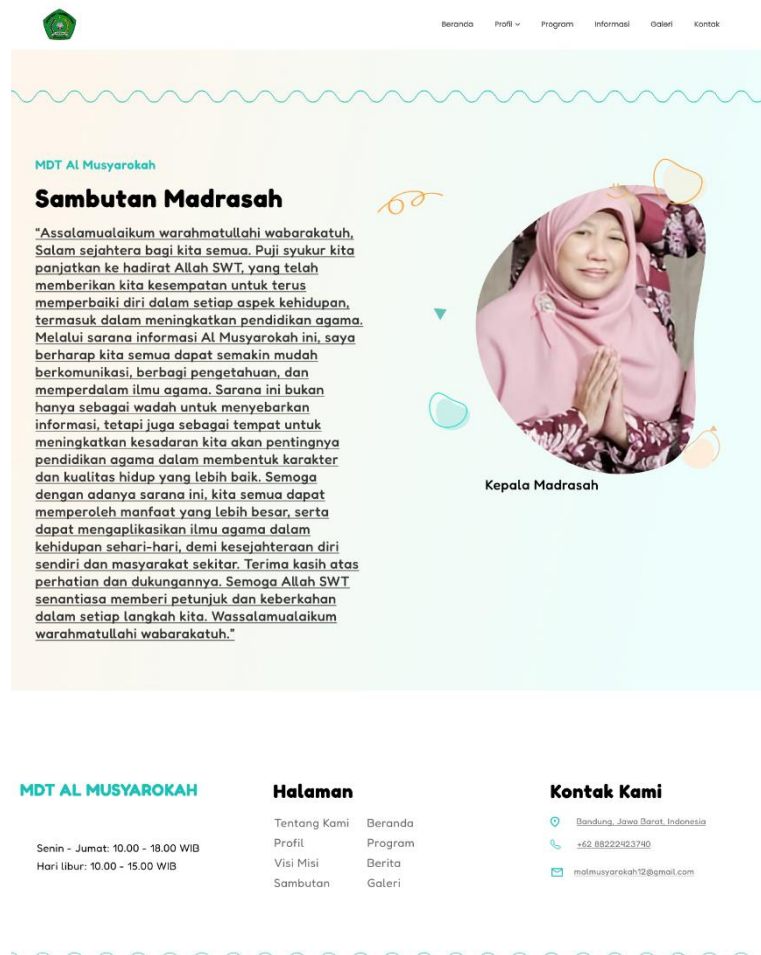 Beranda Profil Program Informasi Galeri Kontak
MDT Al Musyarokah
Sambutan Madrasah
“Assalamualaikum warahmatullahi wabarakatuh,
Salam sejahtera bagi kita semua. Puji syukur kita
panjatkan ke hadirat Allah SWT, yang telah
memberikan kita kesempatan untuk terus
memperbaiki diri dalam setiap aspek kehidupan,
termasuk dalam meningkatkan pendidikan agama.
Melalui sarana informasi Al Musyarokah ini, saya
berharap kita semua dapat semakin mudah
berkomunikasi, berbagi pengetahuan, dan
memperdalam ilmu agama. Sarana ini bukan
hanya sebagai wadah untuk menyebarkan
informasi, tetapi juga sebagai tempat untuk
meningkatkan kesadaran kita akan pentingnya
pendidikan agama dalam membentuk karakter
dan kualitas hidup yang lebih baik. Semoga
dengan adanya sarana ini, kita semua dapat
memperoleh manfaat yang lebih besar, serta
dapat mengaplikasikan ilmu agama dalam
kehidupan sehari-hari, demi kesejahteraan diri
sendiri dan masyarakat sekitar. Terima kasih atas
perhatian dan dukungannya. Semoga Allah SWT
senantiasa memberi petunjuk dan keberkahan
dalam setiap langkah kita. Wassalamualaikum
warahmatullahi wabarakatuh.”
Kepala Madrasah
MDT AL MUSYAROKAH
Senin - Jumat: 10.00 - 18.00 WIB
Hari libur: 10.00 - 15.00 WIB
Halaman
Tentang Kami Beranda
Profil Program
Visi Misi Berita
Sambutan Galeri
Kontak Kami
Bandung, Jawa Barat, Indonesia
+62 88222423740
malmusyarokah12@gmail.com